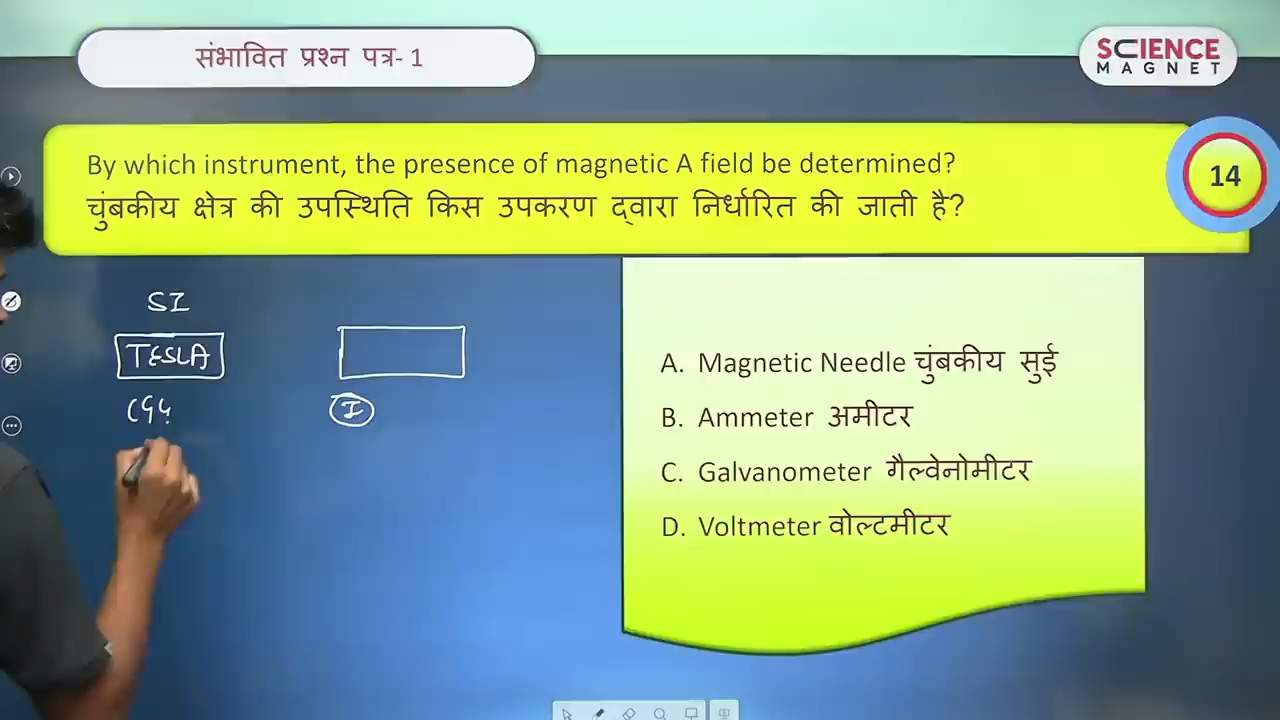 संभावित प्रश्न पत्र- 1
SCIENCE
MAGNET
By which instrument, the presence of magnetic A field be determined?
चुंबकीय क्षेत्र की उपस्थिति किस उपकरण द्वारा निर्धारित की जाती है?
14
SI
TESLA
I
A. Magnetic Needle चुंबकीय सुई
B. Ammeter अमीटर
C. Galvanometer गैल्वेनोमीटर
D. Voltmeter वोल्टमीटर